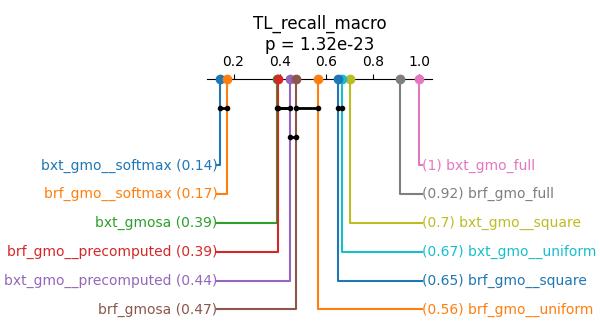 TL_recall_macro
p = 1.32e-23
0.2 0.4 0.6 0.8 1.0
bxt_gmo__softmax (0.14) (1) bxt_gmo_full
brf_gmo__softmax (0.17) (0.92) brf_gmo_full
bxt_gmosa (0.39) (0.7) bxt_gmo__square
brf_gmo__precomputed (0.39) (0.67) bxt_gmo__uniform
bxt_gmo__precomputed (0.44) (0.65) brf_gmo__square
brf_gmosa (0.47) (0.56) brf_gmo__uniform